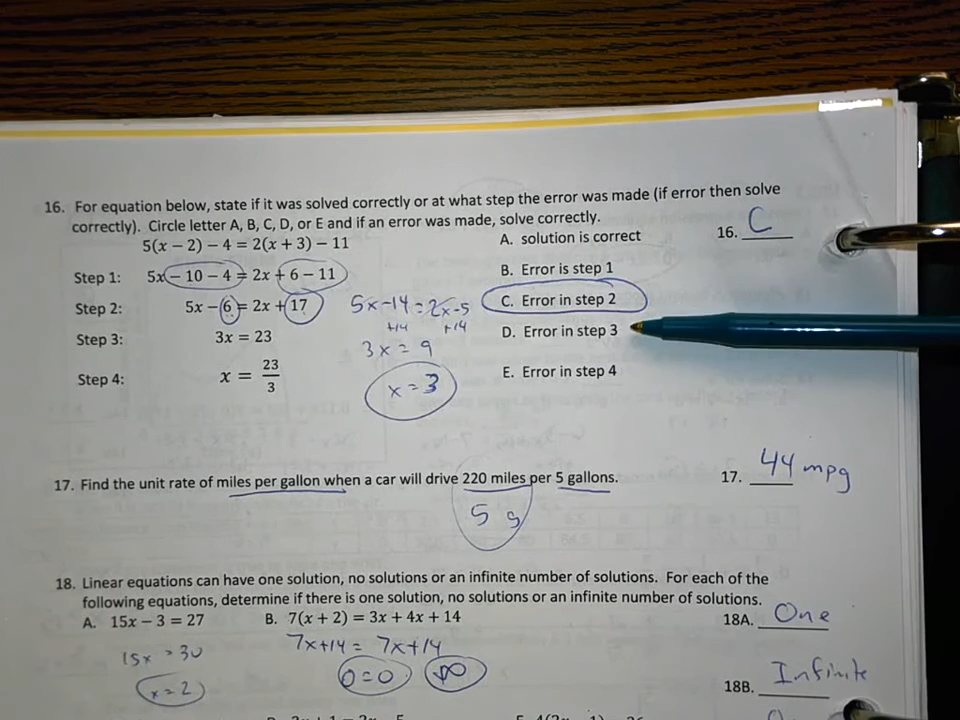 16. For equation below, state if it was solved correctly or at what step the error was made (if error then solve
correctly). Circle letter A, B, C, D, or E and if an error was made, solve correctly.
5(x − 2) − 4 = 2(x + 3) − 11
A. solution is correct
16. C
Step 1: 5x − 10 − 4 = 2x + 6 − 11
B. Error is step 1
Step 2: 5x − 6 = 2x + 17
5x − 14 = 2x − 5
C. Error in step 2
+14 +14
Step 3: 3x = 23
3x = 9
D. Error in step 3
Step 4: x = 23/3
x = 3
E. Error in step 4
17. Find the unit rate of miles per gallon when a car will drive 220 miles per 5 gallons.
17. 44 mpg
5 g
18. Linear equations can have one solution, no solutions or an infinite number of solutions. For each of the
following equations, determine if there is one solution, no solutions or an infinite number of solutions.
A. 15x − 3 = 27
B. 7(x + 2) = 3x + 4x + 14
18A. One
15x = 30
7x+14 = 7x+14
x = 2
0 = 0
∞
18B. Infinite